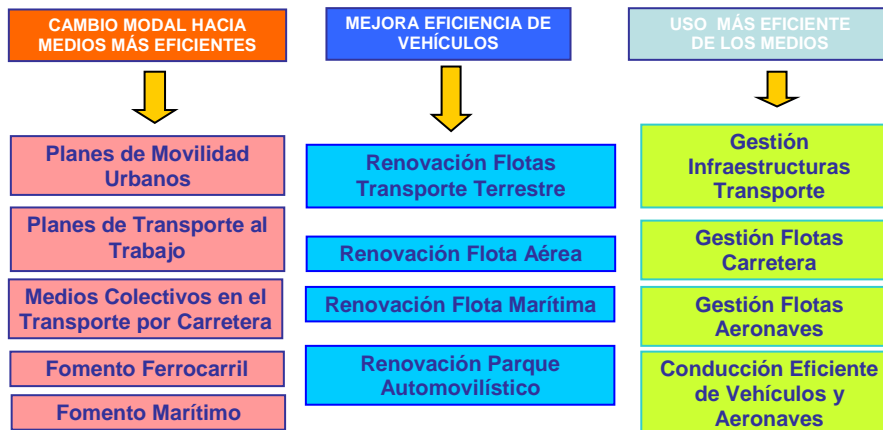 CAMBIO MODAL HACIA
MEDIOS MÁS EFICIENTES
Planes de Movilidad
Urbanos
Planes de Transporte al
Trabajo
Medios Colectivos en el
Transporte por Carretera
Fomento Ferrocarril
Fomento Marítimo
MEJORA EFICIENCIA DE
VEHÍCULOS
Renovación Flotas
Transporte Terrestre
Renovación Flota Aérea
Renovación Flota Marítima
Renovación Parque
Automovilístico
USO MÁS EFICIENTE
DE LOS MEDIOS
Gestión
Infraestructuras
Transporte
Gestión Flotas
Carretera
Gestión Flotas
Aeronaves
Conducción Eficiente
de Vehículos y
Aeronaves